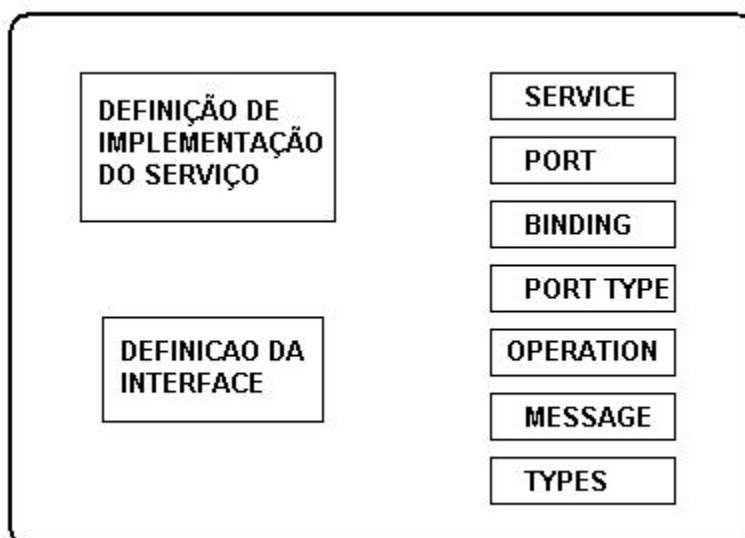 DEFINIÇÃO DE
IMPLEMENTAÇÃO
DO SERVIÇO
DEFINICAO DA
INTERFACE
SERVICE
PORT
BINDING
PORT TYPE
OPERATION
MESSAGE
TYPES